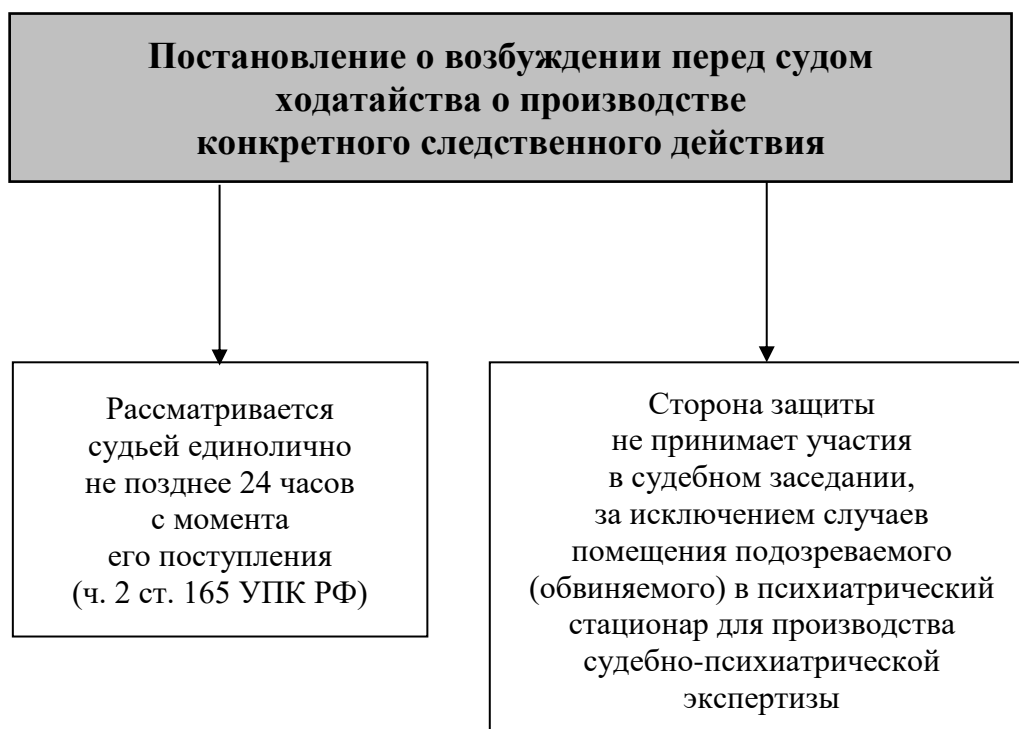 Постановление о возбуждении перед судом
ходатайства о производстве
конкретного следственного действия
Рассматривается
судьей единолично
не позднее 24 часов
с момента
его поступления
(ч. 2 ст. 165 УПК РФ)
Сторона защиты
не принимает участия
в судебном заседании,
за исключением случаев
помещения подозреваемого
(обвиняемого) в психиатрический
стационар для производства
судебно-психиатрической
экспертизы